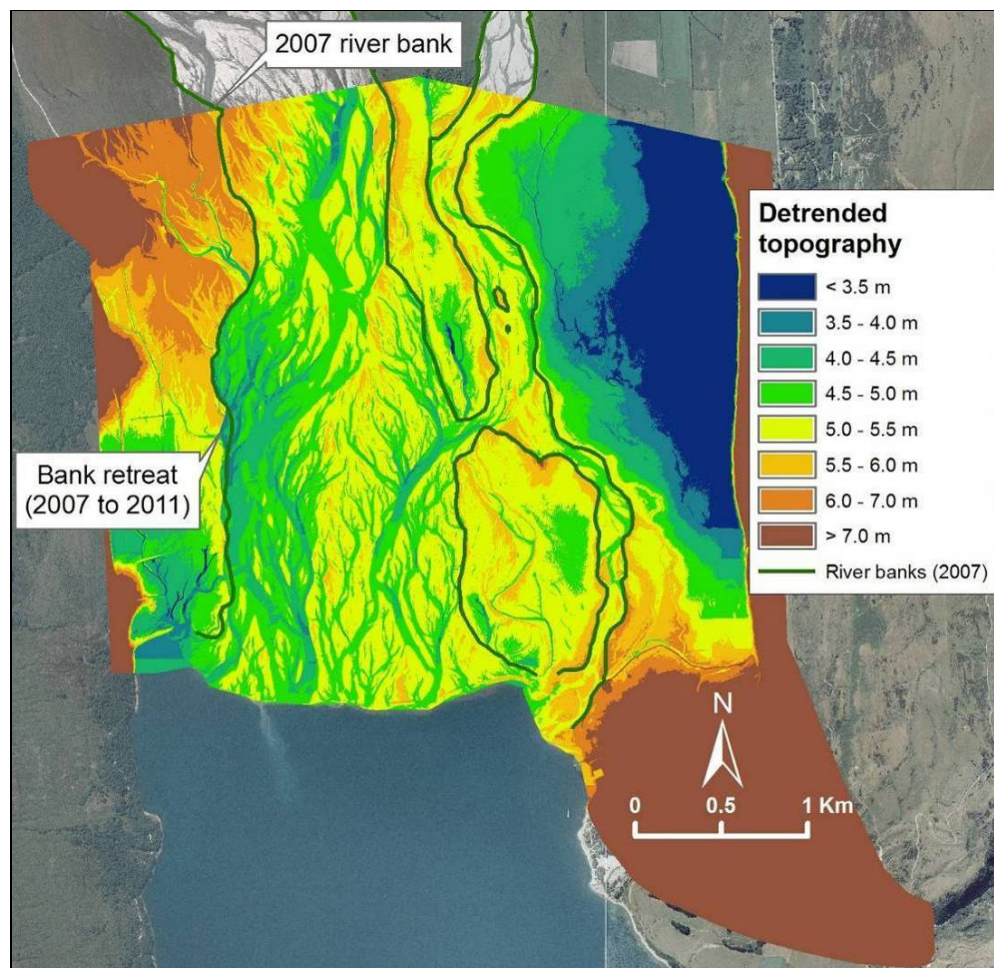 2007 river bank
Detrended
topography
< 3.5 m
3.5 - 4.0 m
4.0 - 4.5 m
4.5 - 5.0 m
5.0 - 5.5 m
5.5 - 6.0 m
6.0 - 7.0 m
> 7.0 m
River banks (2007)
Bank retreat
(2007 to 2011)
N
0 0.5 1 Km